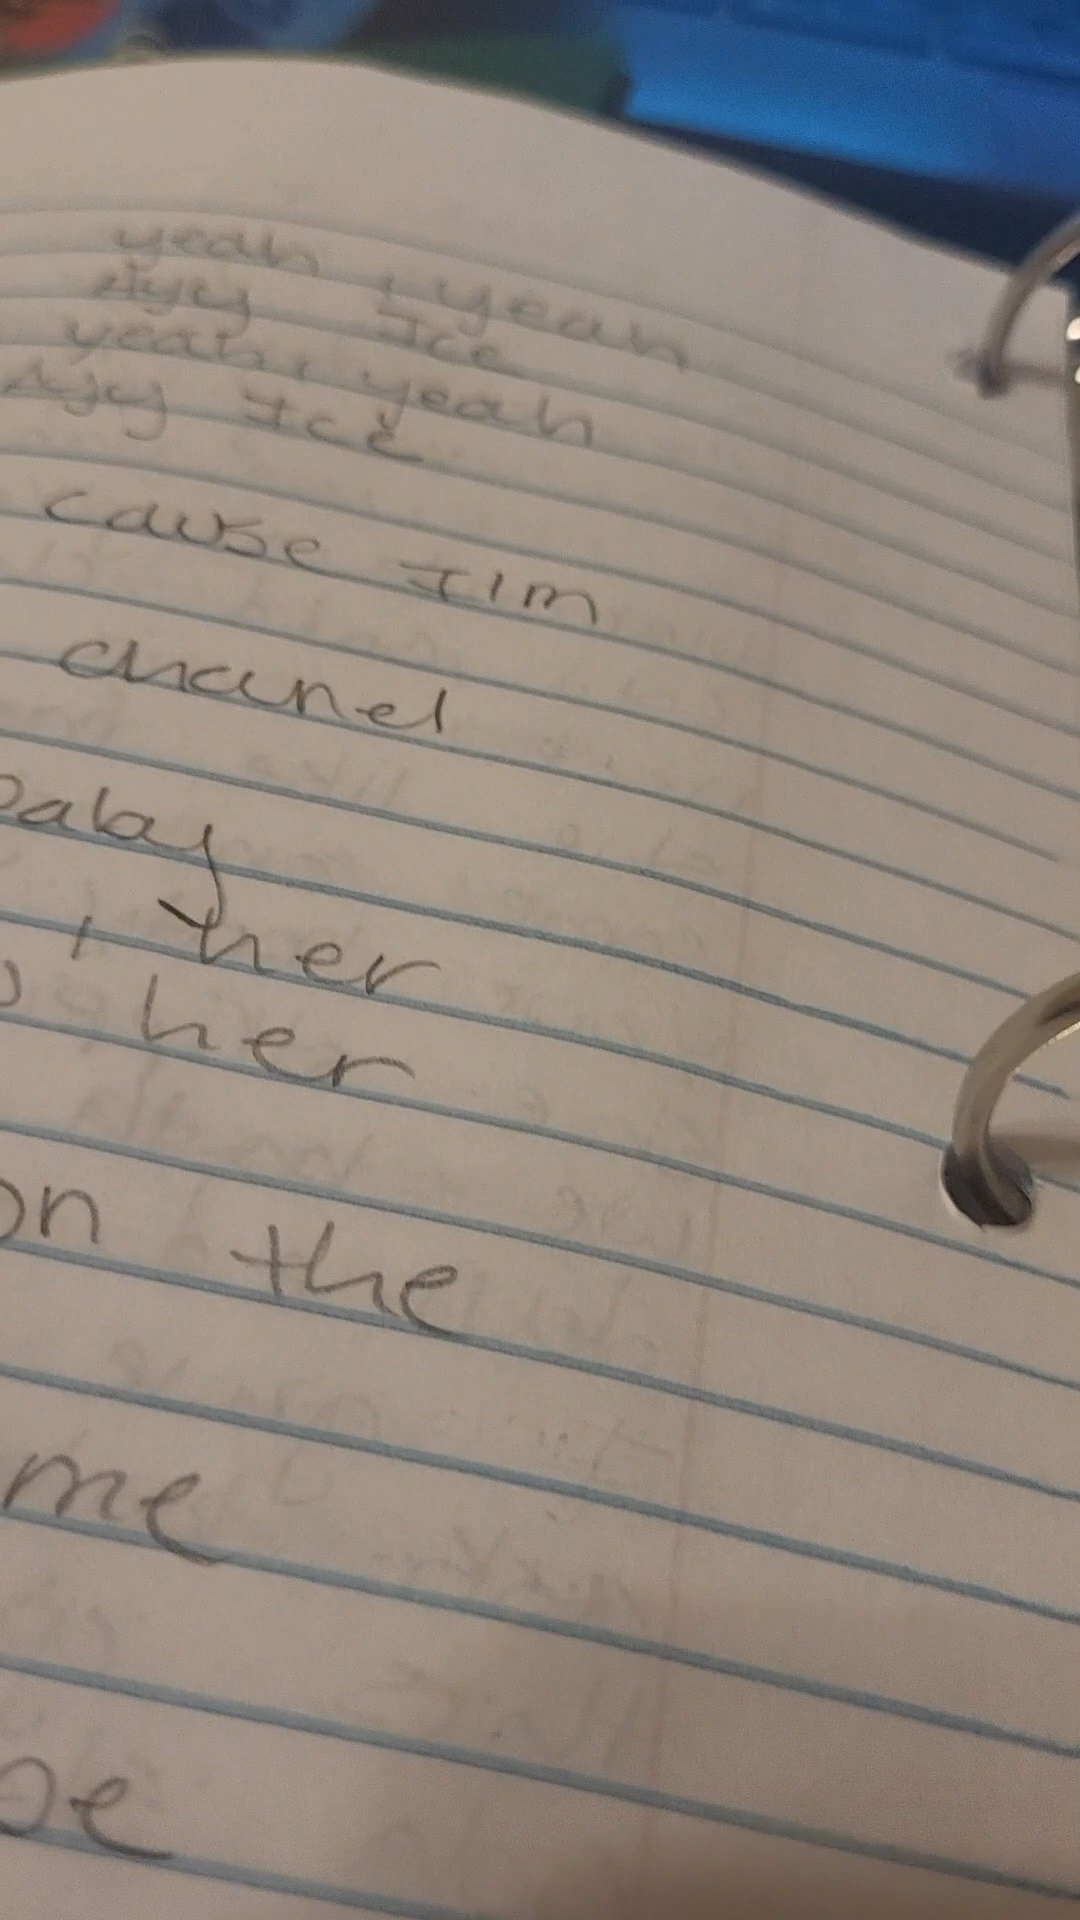 yeah, yeah
Ayy Ice
yeah, yeah
Ayy Ice
cause I'm
chanel
baby
, her
her
on the
me